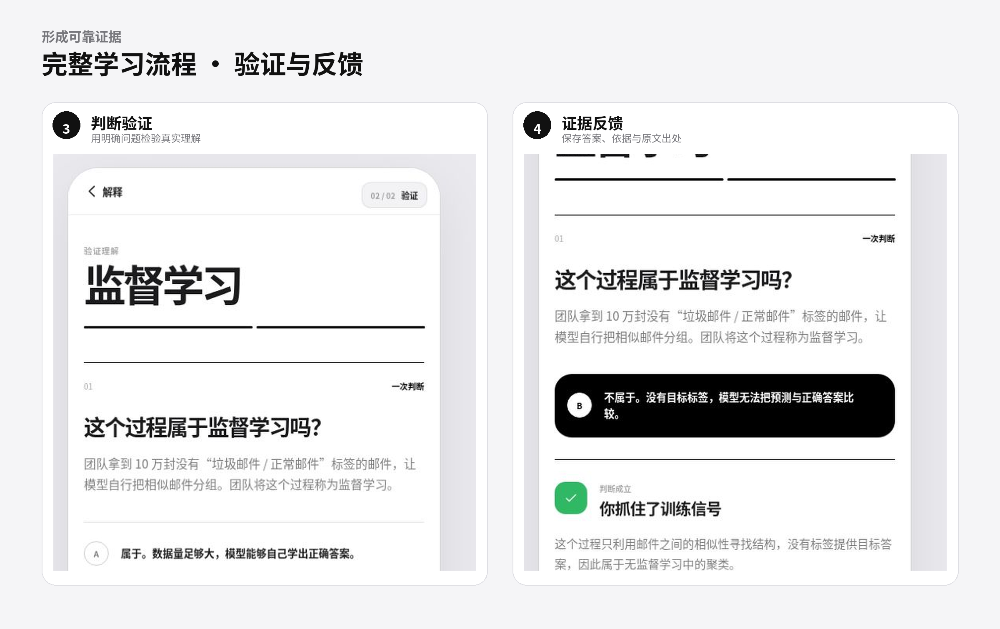 形成可靠证据
完整学习流程 · 验证与反馈
3
判断验证
用明确问题检验真实理解
解释
02 / 02 验证
验证理解
监督学习
01
一次判断
这个过程属于监督学习吗？
团队拿到 10 万封没有“垃圾邮件 / 正常邮件”标签的邮件，让
模型自行把相似邮件分组。团队将这个过程称为监督学习。
A
属于。数据量足够大，模型能够自己学出正确答案。
4
证据反馈
保存答案、依据与原文出处
01
一次判断
这个过程属于监督学习吗？
团队拿到 10 万封没有“垃圾邮件 / 正常邮件”标签的邮件，让
模型自行把相似邮件分组。团队将这个过程称为监督学习。
B
不属于。没有目标标签，模型无法把预测与正确答案比
较。
判断成立
你抓住了训练信号
这个过程只利用邮件之间的相似性寻找结构，没有标签提供目标答
案，因此属于无监督学习中的聚类。